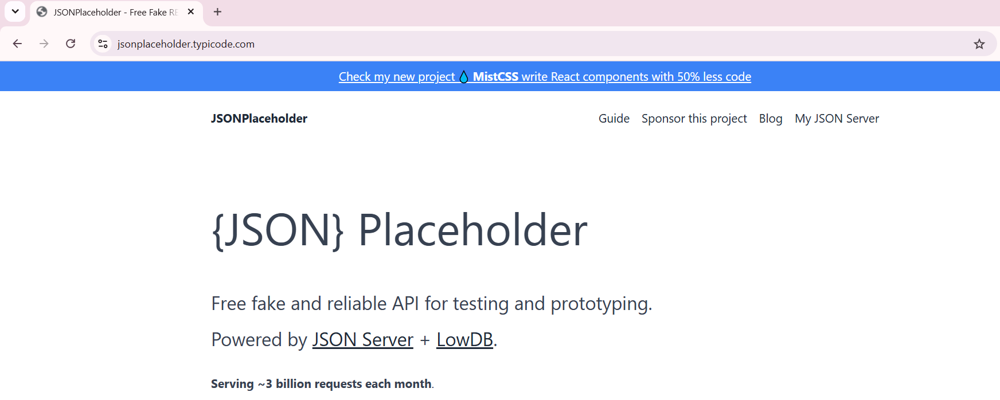 JSONPlaceholder - Free Fake RE
jsonplaceholder.typicode.com
Check my new project 💧 MistCSS write React components with 50% less code
JSONPlaceholder
Guide Sponsor this project Blog My JSON Server
{JSON} Placeholder
Free fake and reliable API for testing and prototyping.
Powered by JSON Server + LowDB.
Serving ~3 billion requests each month.